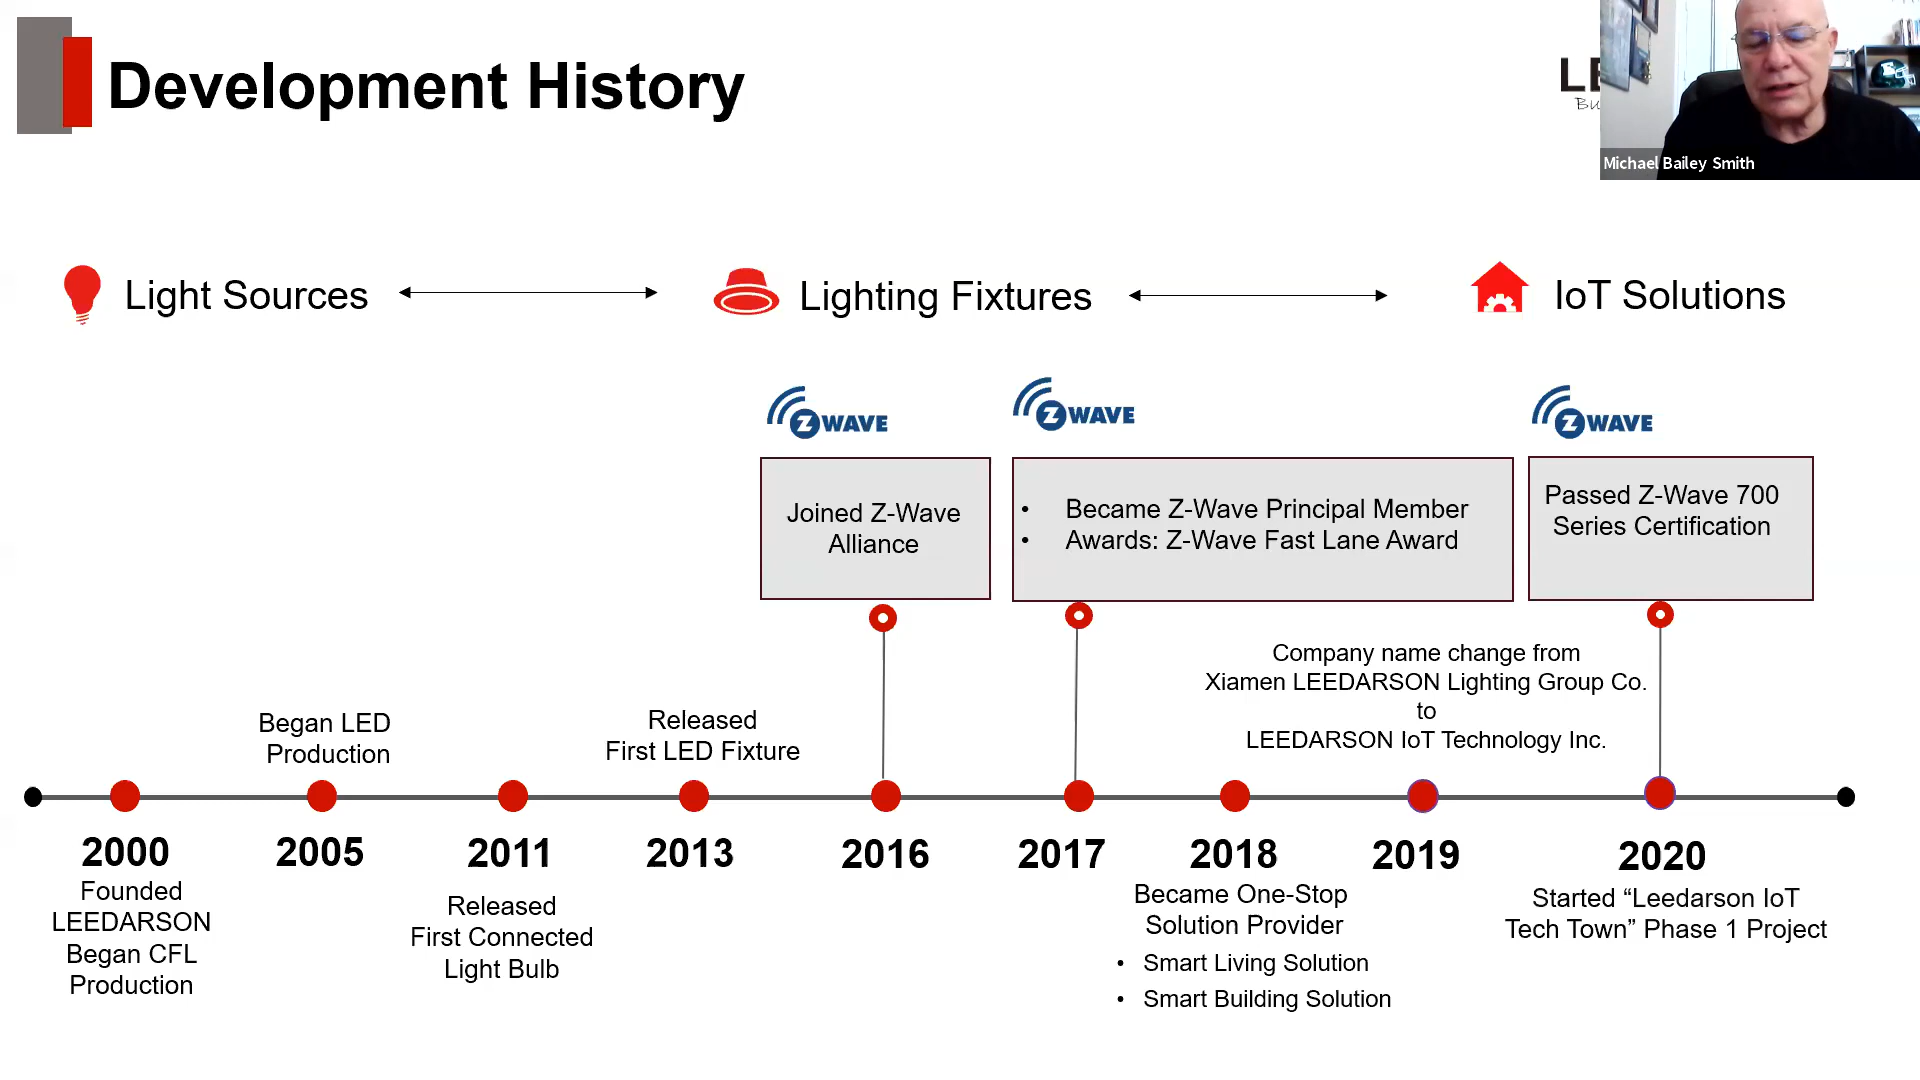 Development History
Michael Bailey Smith
Light Sources
Lighting Fixtures
IoT Solutions
Z WAVE
Z WAVE
Z WAVE
Joined Z-Wave
Alliance
• Became Z-Wave Principal Member
• Awards: Z-Wave Fast Lane Award
Passed Z-Wave 700
Series Certification
Company name change from
Xiamen LEEDARSON Lighting Group Co.
to
LEEDARSON IoT Technology Inc.
Began LED
Production
Released
First LED Fixture
2000
2005
2011
2013
2016
2017
2018
2019
2020
Founded
LEEDARSON
Began CFL
Production
Released
First Connected
Light Bulb
Became One-Stop
Solution Provider
• Smart Living Solution
• Smart Building Solution
Started “Leedarson IoT
Tech Town” Phase 1 Project